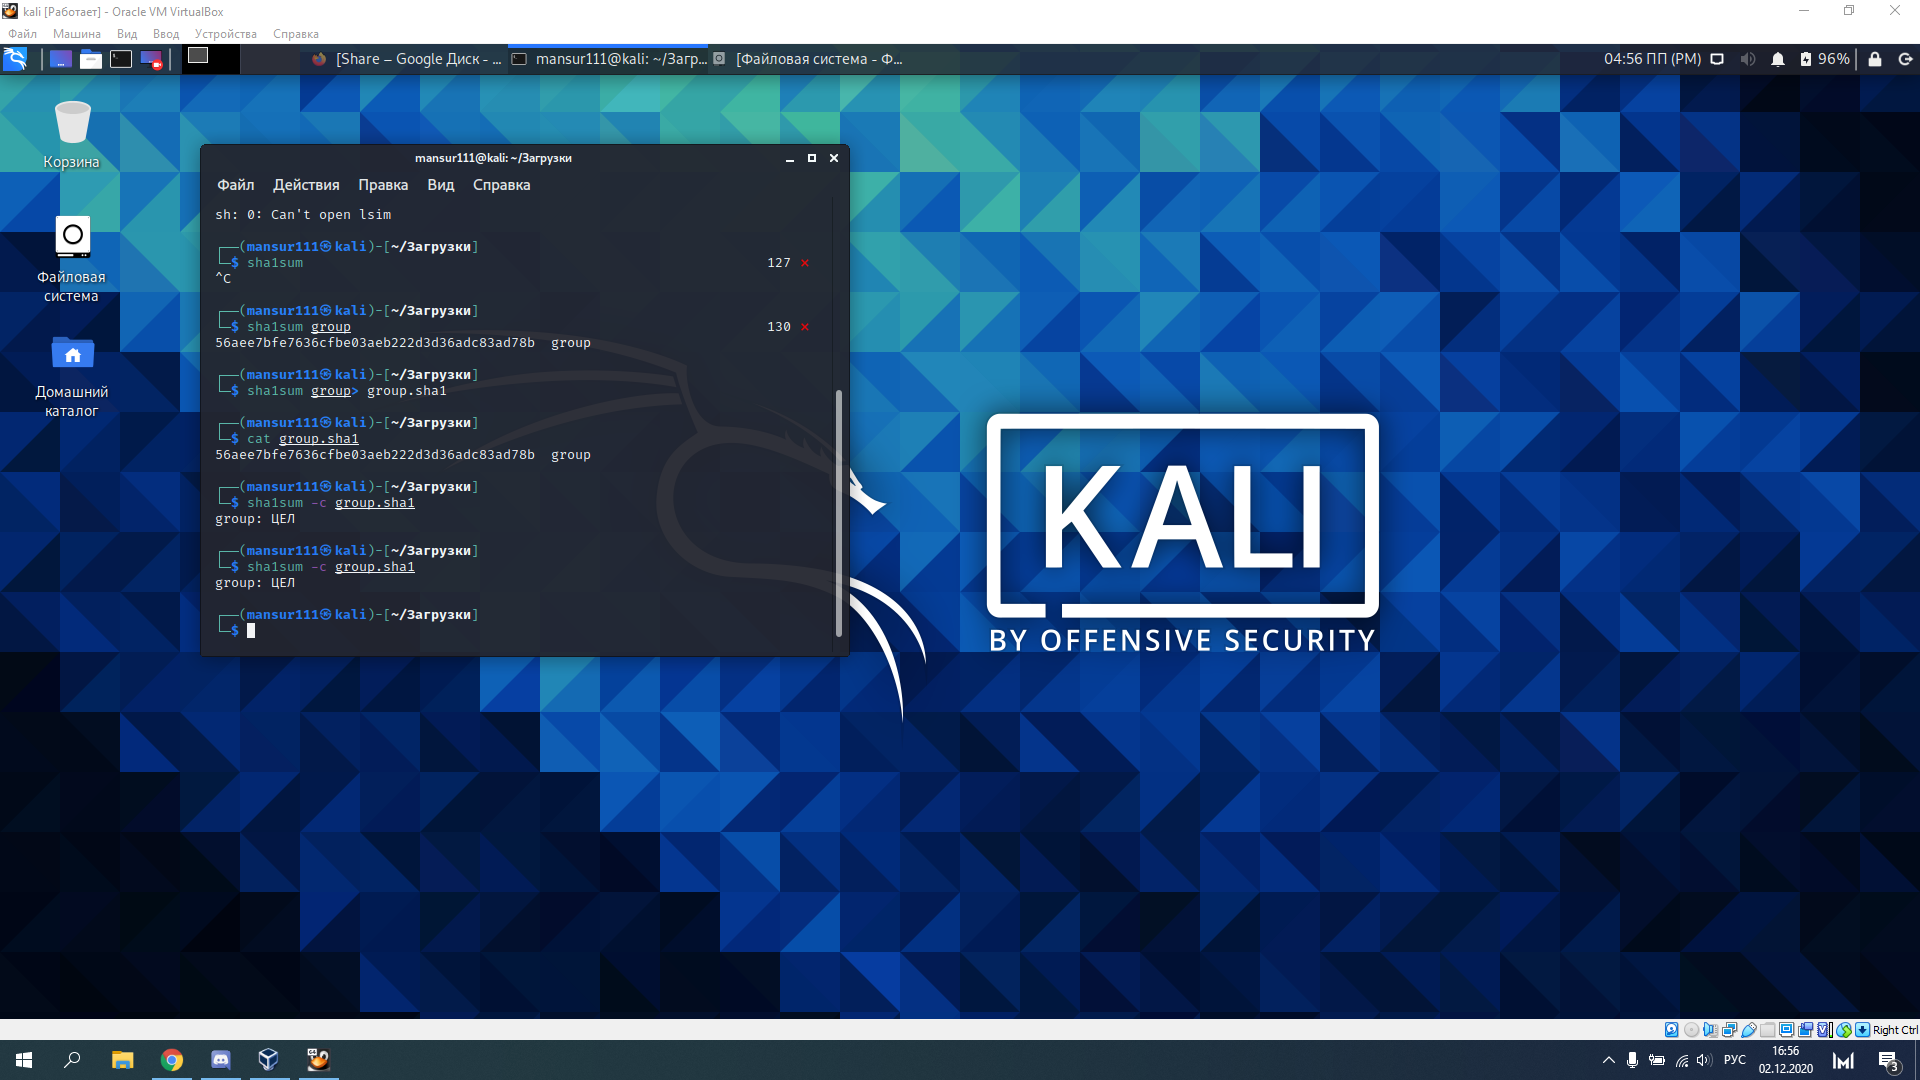 kali [Работает] - Oracle VM VirtualBox
Файл Машина Вид Ввод Устройства Справка
[Share – Google Диск - ... mansur111@kali: ~/Загр... [Файловая система - Ф... 04:56 ПП (PM) 96%
Корзина
Файловая
система
Домашний
каталог
mansur111@kali: ~/Загрузки
Файл Действия Правка Вид Справка
sh: 0: Can't open lsim
┌──(mansur111㉿kali)-[~/Загрузки]
└─$ sha1sum 127 ⨯
^C
┌──(mansur111㉿kali)-[~/Загрузки]
└─$ sha1sum group 130 ⨯
56aee7bfe7636cfbe03aeb222d3d36adc83ad78b  group
┌──(mansur111㉿kali)-[~/Загрузки]
└─$ sha1sum group> group.sha1
┌──(mansur111㉿kali)-[~/Загрузки]
└─$ cat group.sha1
56aee7bfe7636cfbe03aeb222d3d36adc83ad78b  group
┌──(mansur111㉿kali)-[~/Загрузки]
└─$ sha1sum -c group.sha1
group: ЦЕЛ
┌──(mansur111㉿kali)-[~/Загрузки]
└─$ sha1sum -c group.sha1
group: ЦЕЛ
┌──(mansur111㉿kali)-[~/Загрузки]
└─$
KALI
BY OFFENSIVE SECURITY
Right Ctrl
РУС
16:56
02.12.2020
3